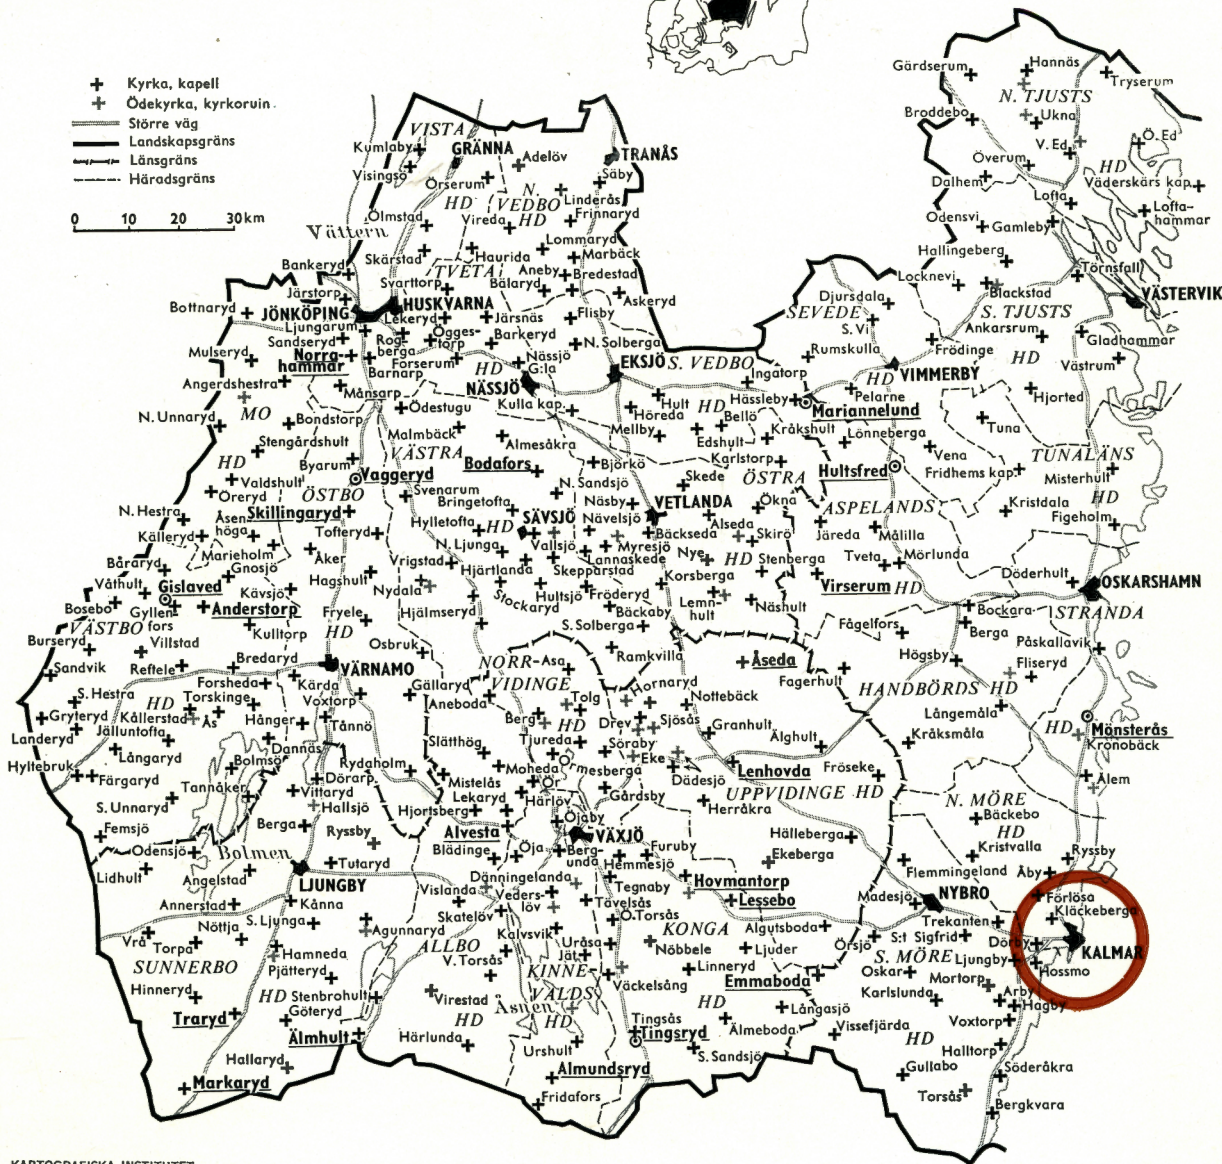 Kyrka, kapell
Ödekyrka, kyrkoruin
Större väg
Landskapsgräns
Länsgräns
Häradsgräns
0 10 20 30 km
Gärdserum
Hannäs
Tryserum
N. TJUSTS
Broddebo
Ukna
V. Ed
Ö. Ed
HD
Överum
Dalhem
Väderskärs kap.
Lofta
Lofta-
hammar
Odensvi
Gamleby
Hallingeberg
Locknevi
Törnsfall
Blackstad
VÄSTERVIK
S. TJUSTS
Ankarsrum
HD
Gladhammar
Västrum
Hjorted
VISTA
Kumlaby
GRÄNNA
Visingsö
Adelöv
TRANÅS
Säby
Örserum
HD
N.
VEDBO
HD
Linderås
Frinnaryd
Ölmstad
Vireda
Vättern
Lommaryd
Skärstad
Haurida
Marbäck
TVETA
Aneby
Bredestad
Bankeryd
Svarttorp
Bälaryd
Askeryd
Järstorp
Bottnaryd
JÖNKÖPING
HUSKVARNA
Lekeryd
Järsnäs
Flisby
Ljungarum
Sandseryd
Rog-
berga
Ögges-
torp
Barkeryd
N. Solberga
Mulseryd
Norra-
hammar
Forserum
Nässjö
G:la
Barnarp
HD
NÄSSJÖ
EKSJÖ
S. VEDBO
Djursdala
SEVEDE
S. Vi
Rumskulla
Frödinge
Ingatorp
HD
VIMMERBY
Angerdshestra
Månsarp
Ödestugu
Kulla kap.
Hult
HD
Hässleby
Pelarne
Mariannelund
MO
N. Unnaryd
Bondstorp
Höreda
Bellö
Malmbäck
Almesåkra
Mellby
Edshult
Kråkshult
Lönneberga
Tuna
Stengårdshult
VÄSTRA
Karlstorp
Vena
TUNALÄNS
HD
Byarum
Bodafors
Björkö
ÖSTRA
Hultsfred
Fridhems kap.
Misterhult
Valdshult
Vaggeryd
Skede
HD
Öreryd
ÖSTBO
Svenarum
N. Sandsjö
Ökna
Bringetofta
Näsby
VETLANDA
ASPELANDS
Kristdala
N. Hestra
Skillingaryd
Åsen-
höga
Tofteryd
Hylletofta
HD
SÄVSJÖ
Nävelsjö
Alseda
Figeholm
Källeryd
Bäckseda
Skirö
Järeda
Målilla
Marieholm
Åker
N. Ljunga
Vallsjö
Myresjö
Nye
HD
Stenberga
Tveta
Mörlunda
Båraryd
Gnosjö
Vrigstad
Lannaskede
Hagshult
Hjärtlanda
Skepparstad
Korsberga
Virserum
HD
Döderhult
OSKARSHAMN
Våthult
Gislaved
Kävsjö
Nydala
Hultsjö
Fröderyd
Lemn-
hult
Näshult
Bosebo
Gyllen-
fors
Anderstorp
Fryele
Hjälmseryd
Stockaryd
Bäckaby
Bockara
STRANDA
VÄSTBO
HD
S. Solberga
Fågelfors
Berga
Burseryd
Villstad
Kulltorp
Osbruk
Påskallavik
Sandvik
Reftele
Bredaryd
VÄRNAMO
NORR-
VIDINGE
Asa
Ramkvilla
Åseda
Högsby
Fliseryd
Fagerhult
S. Hestra
HD
Forsheda
Kärda
Gällaryd
HANDBÖRDS HD
Torskinge
Voxtorp
Aneboda
Tolg
Hornaryd
Nottebäck
Gryteryd
Kållerstad
Ås
Hånger
Tånnö
Berg
HD
Drev
Sjösås
Granhult
Långemåla
HD
Mönsterås
Landeryd
Jälluntofta
Älghult
Kråksmåla
Kronobäck
Dannäs
Slätthög
Tjureda
Söraby
Långaryd
Bolmsö
Rydaholm
Ormesberga
Eke
Hyltebruk
Moheda
Dädesjö
Lenhovda
Fröseke
Ålem
Färgaryd
Dörarp
Mistelås
Ör
Tannåker
Vittaryd
Lekaryd
Gårdsby
UPPVIDINGE HD
N. MÖRE
S. Unnaryd
Hallsjö
Hjortsberg
Härlöv
Herråkra
Bäckebo
Femsjö
Berga
Ryssby
Alvesta
Öjaby
VÄXJÖ
Hälleberga
HD
Odensjö
Bolmen
Blädinge
Öja
Berg-
unda
Furuby
Kristvalla
Ryssby
Lidhult
Tutaryd
Hemmesjö
Ekeberga
Flemmingeland
Åby
Angelstad
LJUNGBY
Vislanda
Dänningelanda
Tegnaby
Hovmantorp
NYBRO
Förlösa
Annerstad
Kånna
Veders-
löv
Tävelsås
Lessebo
Madesjö
Kläckeberga
Skatelöv
Ö. Torsås
Trekanten
S. Ljunga
Nöttja
Agunnaryd
Kalvsvik
KONGA
Algutsboda
Vrå
Torpa
ALLBO
Uråsa
Nöbbele
Ljuder
Örsjö
S:t Sigfrid
Dörby
KALMAR
Hamneda
V. Torsås
Jät
S. MÖRE
Ljungby
SUNNERBO
Pjätteryd
KINNE-
VALDS
HD
Linneryd
Oskar
Hossmo
Hinneryd
Väckelsång
Emmaboda
Mortorp
HD
Stenbrohult
Virestad
Åsnen
HD
Karlslunda
Arby
Hagby
Traryd
Göteryd
HD
Tingsås
Långasjö
Voxtorp
Älmhult
Härlunda
Tingsryd
Älmeboda
Vissefjärda
HD
Urshult
Halltorp
Hallaryd
S. Sandsjö
Gullabo
Söderåkra
Markaryd
Almundsryd
Torsås
Fridafors
Bergkvara